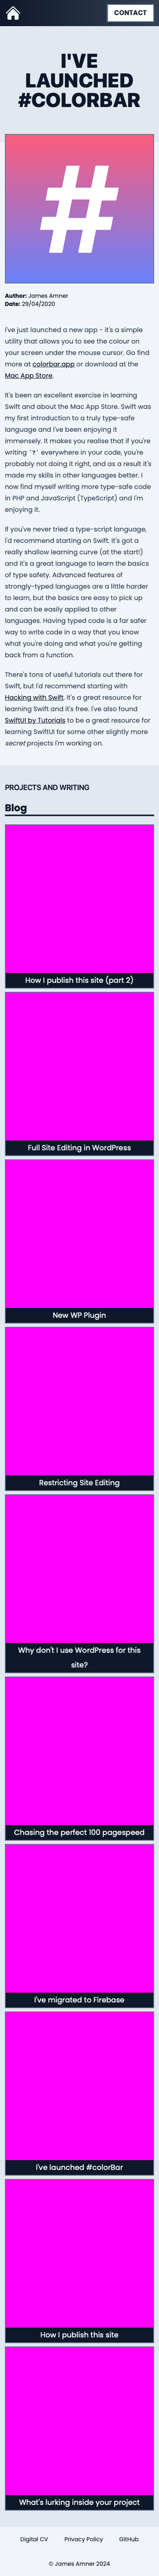 CONTACT
I'VE
LAUNCHED
#COLORBAR
#
Author: James Amner
Date: 29/04/2020
I've just launched a new app - it's a simple
utility that allows you to see the colour on
your screen under the mouse cursor. Go find
more at colorbar.app or download at the
Mac App Store.
It's been an excellent exercise in learning
Swift and about the Mac App Store. Swift was
my first introduction to a truly type-safe
language and I've been enjoying it
immensely. It makes you realise that if you're
writing `?` everywhere in your code, you're
probably not doing it right, and as a result it's
made my skills in other languages better. I
now find myself writing more type-safe code
in PHP and JavaScript (TypeScript) and I'm
enjoying it.
If you've never tried a type-script language,
I'd recommend starting on Swift. It's got a
really shallow learning curve (at the start!)
and it's a great language to learn the basics
of type safety. Advanced features of
strongly-typed languages are a little harder
to learn, but the basics are easy to pick up
and can be easily applied to other
languages. Having typed code is a far safer
way to write code in a way that you know
what you're doing and what you're getting
back from a function.
There's tons of useful tutorials out there for
Swift, but I'd recommend starting with
Hacking with Swift. It's a great resource for
learning Swift and it's free. I've also found
SwiftUI by Tutorials to be a great resource for
learning SwiftUI for some other slightly more
secret projects I'm working on.
PROJECTS AND WRITING
Blog
How I publish this site (part 2)
Full Site Editing in WordPress
New WP Plugin
Restricting Site Editing
Why don't I use WordPress for this
site?
Chasing the perfect 100 pagespeed
I've migrated to Firebase
I've launched #colorBar
How I publish this site
What's lurking inside your project
Digital CV Privacy Policy GitHub
© James Amner 2024